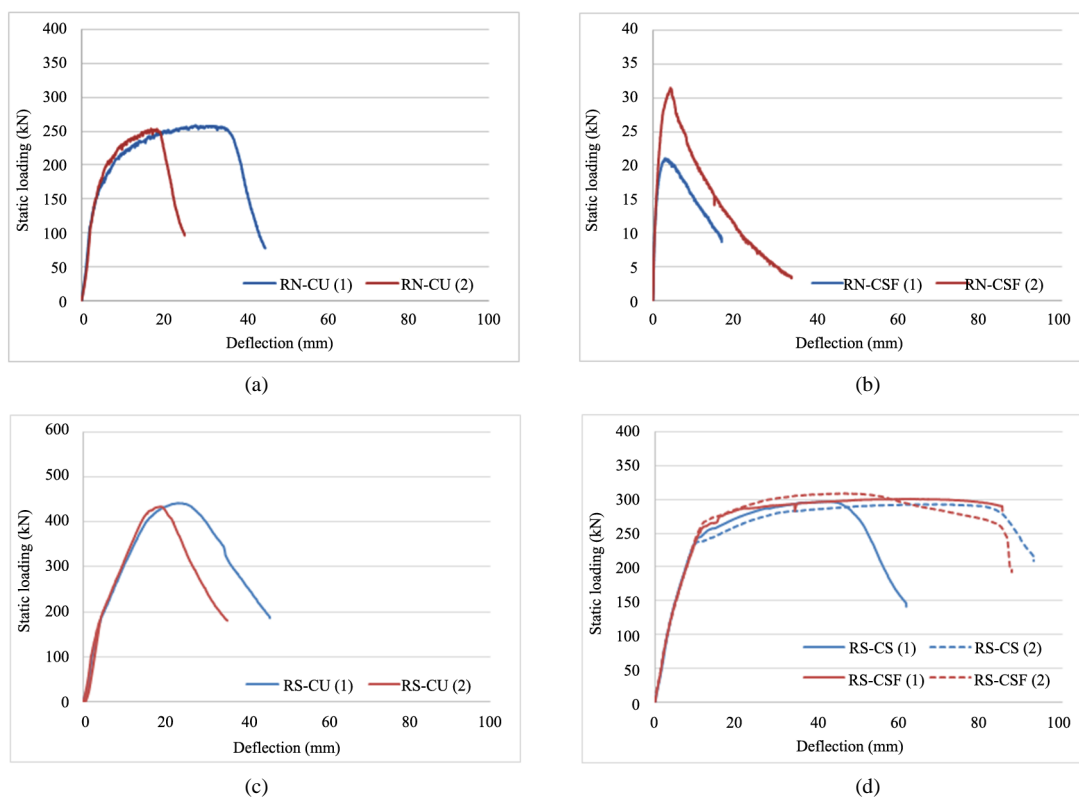 400
350
300
250
200
150
100
50
0
Static loading (kN)
RN-CU (1) RN-CU (2)
0 20 40 60 80 100
Deflection (mm)
(a)
40
35
30
25
20
15
10
5
0
Static loading (kN)
RN-CSF (1) RN-CSF (2)
0 20 40 60 80 100
Deflection (mm)
(b)
600
500
400
300
200
100
0
Static loading (kN)
RS-CU (1) RS-CU (2)
0 20 40 60 80 100
Deflection (mm)
(c)
400
350
300
250
200
150
100
50
0
Static loading (kN)
RS-CS (1) RS-CS (2)
RS-CSF (1) RS-CSF (2)
0 20 40 60 80 100
Deflection (mm)
(d)